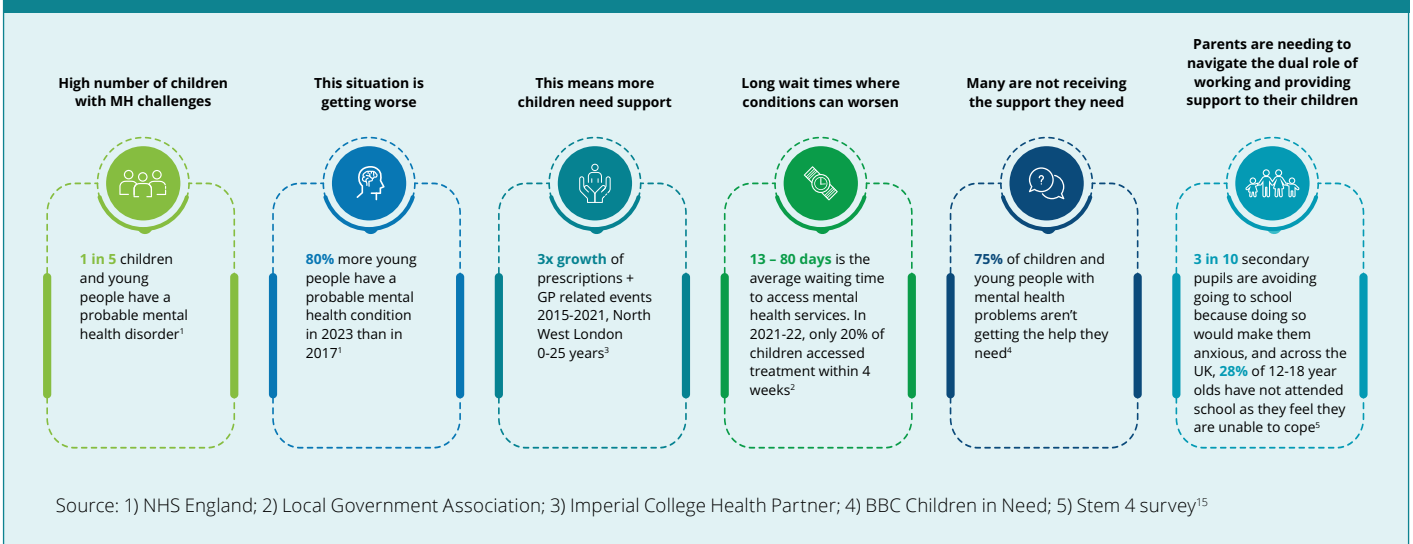 High number of children
with MH challenges
1 in 5 children
and young
people have a
probable mental
health disorder1
This situation is
getting worse
80% more young
people have a
probable mental
health condition
in 2023 than in
20171
This means more
children need support
3x growth of
prescriptions +
GP related events
2015-2021, North
West London
0-25 years3
Long wait times where
conditions can worsen
13 – 80 days is the
average waiting time
to access mental
health services. In
2021-22, only 20% of
children accessed
treatment within 4
weeks2
Many are not receiving
the support they need
?
75% of children and
young people with
mental health
problems aren't
getting the help they
need4
Parents are needing to
navigate the dual role of
working and providing
support to their children
3 in 10 secondary
pupils are avoiding
going to school
because doing so
would make them
anxious, and across the
UK, 28% of 12-18 year
olds have not attended
school as they feel they
are unable to cope5
Source: 1) NHS England; 2) Local Government Association; 3) Imperial College Health Partner; 4) BBC Children in Need; 5) Stem 4 survey15